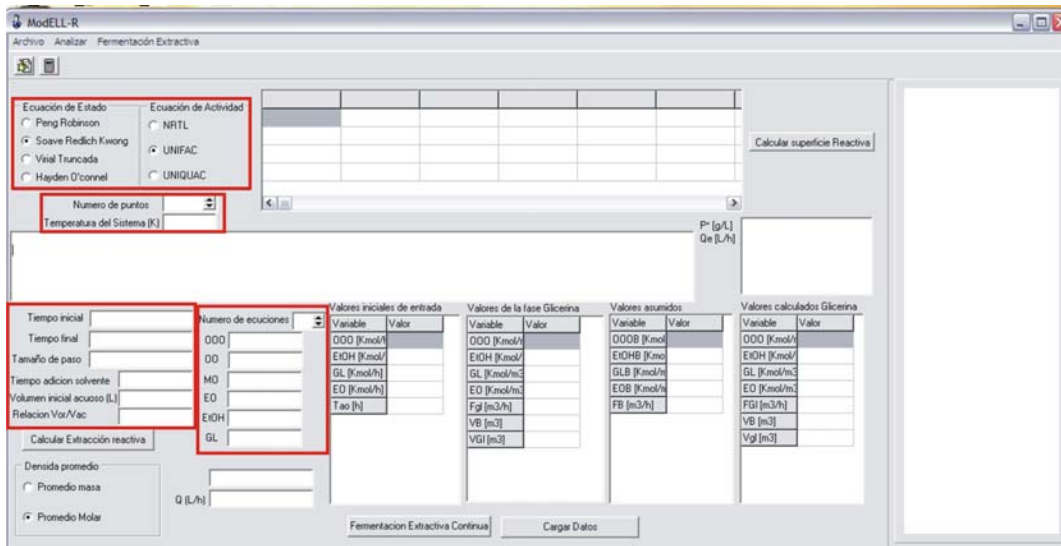 ModELL-R
Archivo Analizar Fermentación Extractiva
Ecuación de Estado
Peng Robinson
Soave Redlich Kwong
Virial Truncada
Hayden O'connel
Ecuación de Actividad
NRTL
UNIFAC
UNIQUAC
Calcular superficie Reactiva
Numero de puntos
Temperatura del Sistema (K)
P* [g/L]
Qe [L/h]
Tiempo inicial
Tiempo final
Tamaño de paso
Tiempo adicion solvente
Volumen inicial acuoso (L)
Relacion Vor/Vac
Calcular Extracción reactiva
Numero de ecuciones
OOO
OO
MO
EO
EtOH
GL
Valores iniciales de entrada
Variable Valor
OOO [Kmol/h
EtOH [Kmol/
GL [Kmol/h]
EO [Kmol/h]
Tao [h]
Valores de la fase Glicerina
Variable Valor
OOO [Kmol/
EtOH [Kmol/
GL [Kmol/m3
EO [Kmol/m3
Fgl [m3/h]
VB [m3]
VGl [m3]
Valores asumidos
Variable Valor
OOOB [Kmol
EtOHB [Kmo
GLB [Kmol/m
EOB [Kmol/m
FB [m3/h]
Valores calculados Glicerina
Variable Valor
OOO [Kmol/
EtOH [Kmol/
GL [Kmol/m3
EO [Kmol/m3
FGl [m3/h]
VB [m3]
Vgl [m3]
Densida promedio
Promedio masa
Promedio Molar
Q (L/h)
Fermentacion Extractiva Continua
Cargar Datos